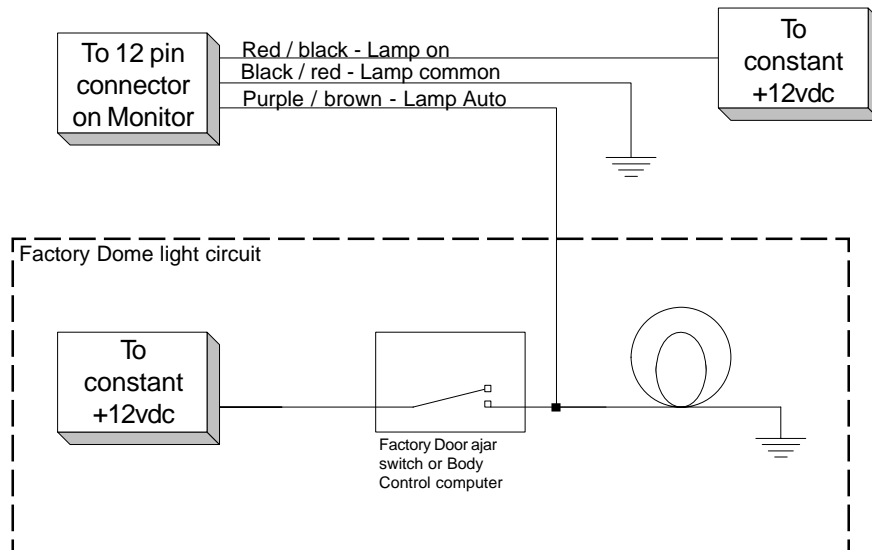 To 12 pin
connector
on Monitor
Red / black - Lamp on
Black / red - Lamp common
Purple / brown - Lamp Auto
To
constant
+12vdc
Factory Dome light circuit
To
constant
+12vdc
Factory Door ajar
switch or Body
Control computer